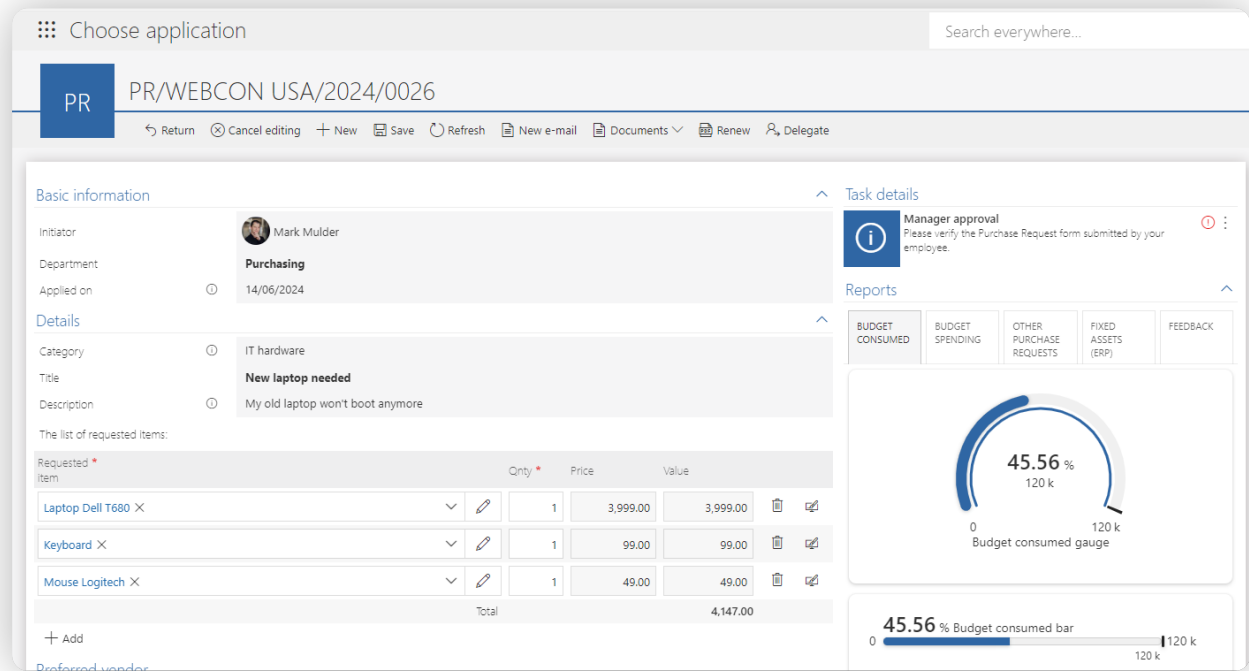 Choose application
Search everywhere...
PR
PR/WEBCON USA/2024/0026
Return Cancel editing New Save Refresh New e-mail Documents Renew Delegate
Basic information
Initiator Mark Mulder
Department Purchasing
Applied on 14/06/2024
Details
Category IT hardware
Title New laptop needed
Description My old laptop won't boot anymore
The list of requested items:
Requested * Item Qnty * Price Value
Laptop Dell T680 1 3,999.00 3,999.00
Keyboard 1 99.00 99.00
Mouse Logitech 1 49.00 49.00
Total 4,147.00
Add
Preferred vendor
Task details
Manager approval
Please verify the Purchase Request form submitted by your
employee.
Reports
BUDGET CONSUMED
BUDGET SPENDING
OTHER PURCHASE REQUESTS
FIXED ASSETS (ERP)
FEEDBACK
45.56 %
120 k
0 120 k
Budget consumed gauge
45.56 % Budget consumed bar
0 120 k
120 k